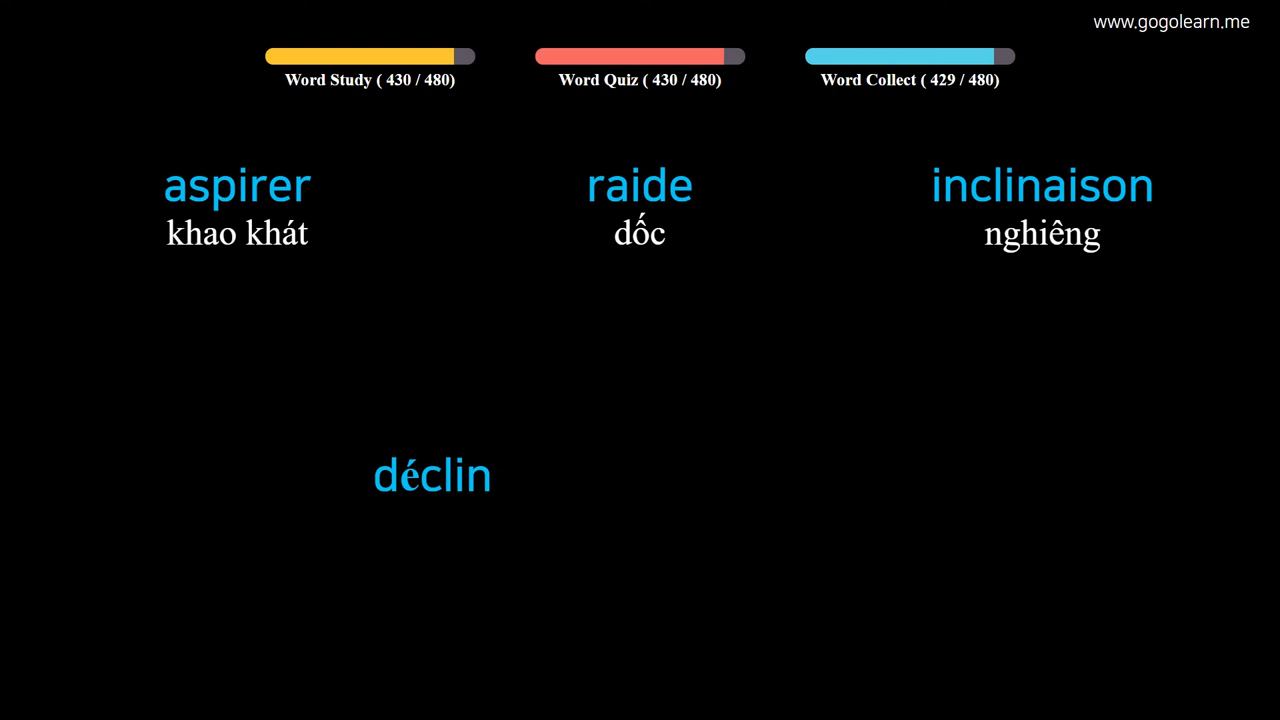 www.gogolearn.me
Word Study ( 430 / 480)
Word Quiz ( 430 / 480)
Word Collect ( 429 / 480)
aspirer
khao khát
raide
dốc
inclinaison
nghiêng
déclin